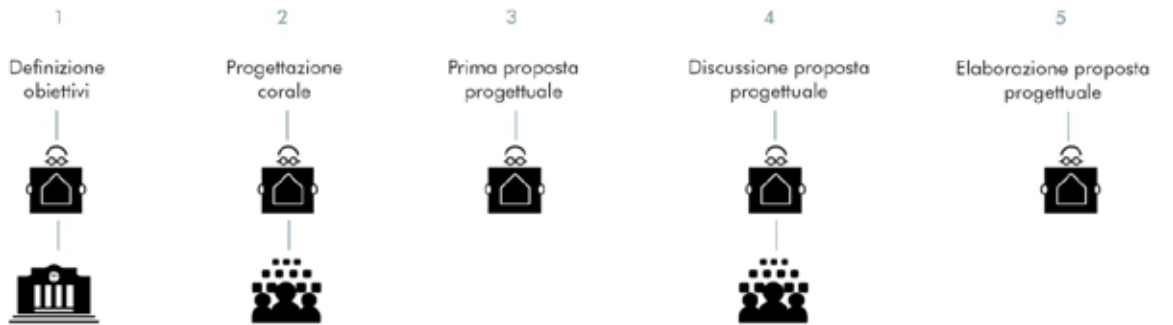 1
Definizione
obiettivi
2
Progettazione
corale
3
Prima proposta
progettuale
4
Discussione proposta
progettuale
5
Elaborazione proposta
progettuale